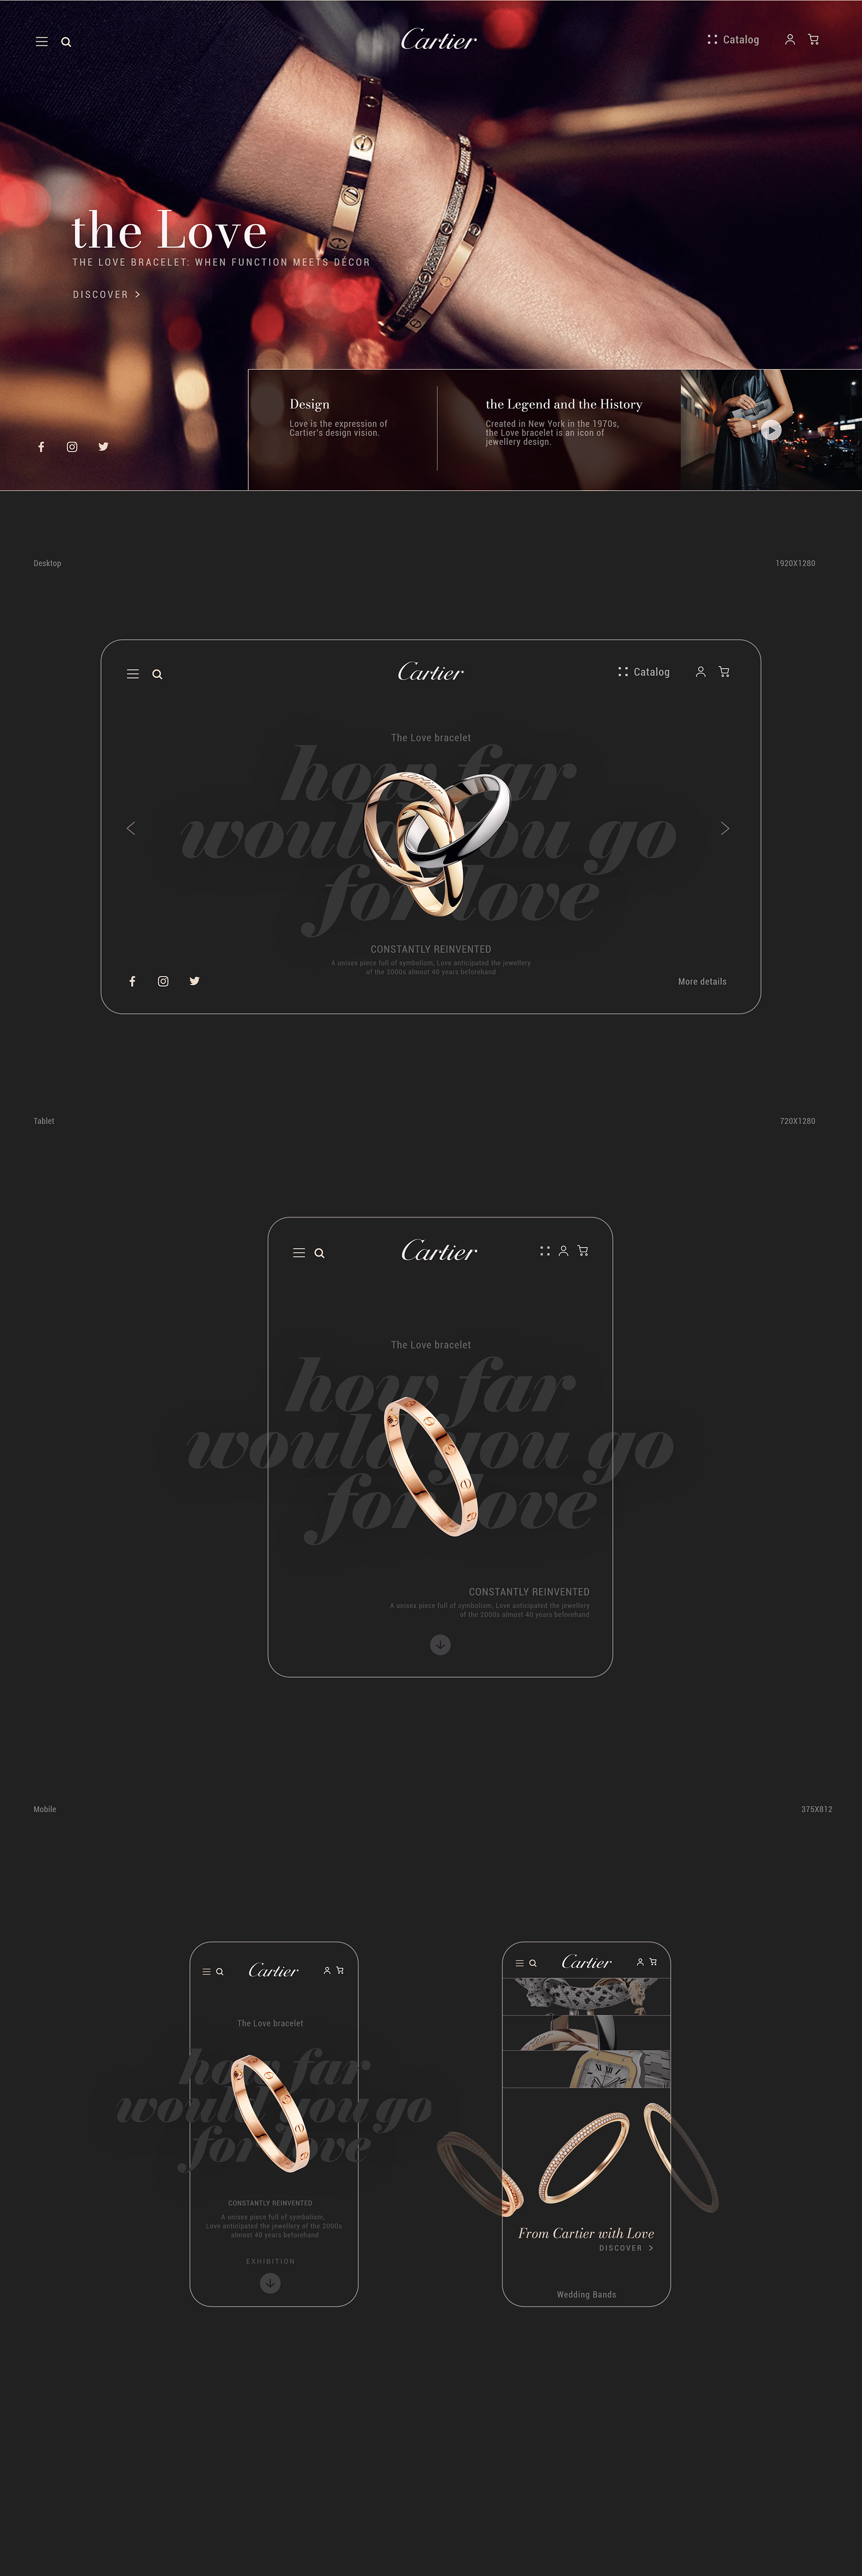 Cartier
Catalog
the Love
THE LOVE BRACELET: WHEN FUNCTION MEETS DÉCOR
DISCOVER >
Design
Love is the expression of
Cartier's design vision.
the Legend and the History
Created in New York in the 1970s,
the Love bracelet is an icon of
jewellery design.
Desktop
1920X1280
Cartier
Catalog
The Love bracelet
how far
would you go
for love
CONSTANTLY REINVENTED
A unisex piece full of symbolism, Love anticipated the jewellery
of the 2000s almost 40 years beforehand
More details
Tablet
720X1280
Cartier
The Love bracelet
how far
would you go
for love
CONSTANTLY REINVENTED
A unisex piece full of symbolism, Love anticipated the jewellery
of the 2000s almost 40 years beforehand
Mobile
375X812
Cartier
The Love bracelet
how far
would you go
for love
CONSTANTLY REINVENTED
A unisex piece full of symbolism,
Love anticipated the jewellery of the 2000s
almost 40 years beforehand
EXHIBITION
Cartier
From Cartier with Love
DISCOVER >
Wedding Bands